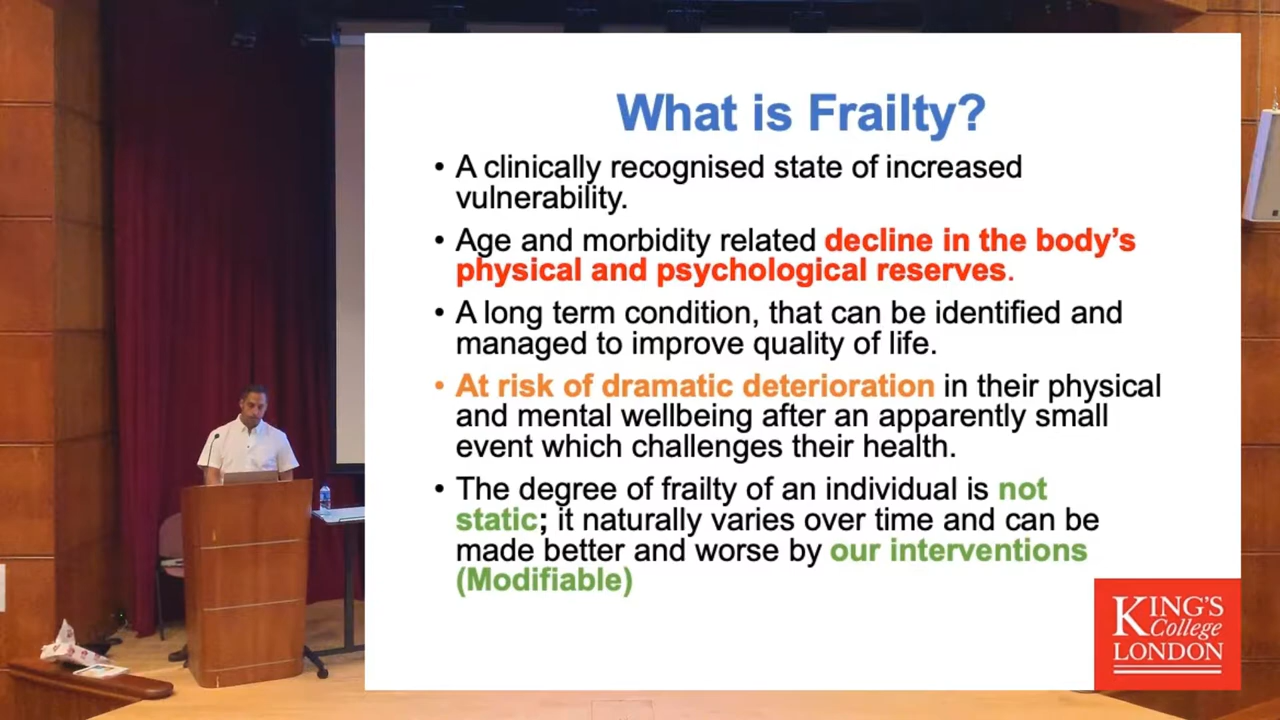 What is Frailty?
• A clinically recognised state of increased
vulnerability.
• Age and morbidity related decline in the body's
physical and psychological reserves.
• A long term condition, that can be identified and
managed to improve quality of life.
• At risk of dramatic deterioration in their physical
and mental wellbeing after an apparently small
event which challenges their health.
• The degree of frailty of an individual is not
static; it naturally varies over time and can be
made better and worse by our interventions
(Modifiable)
KING'S
College
LONDON